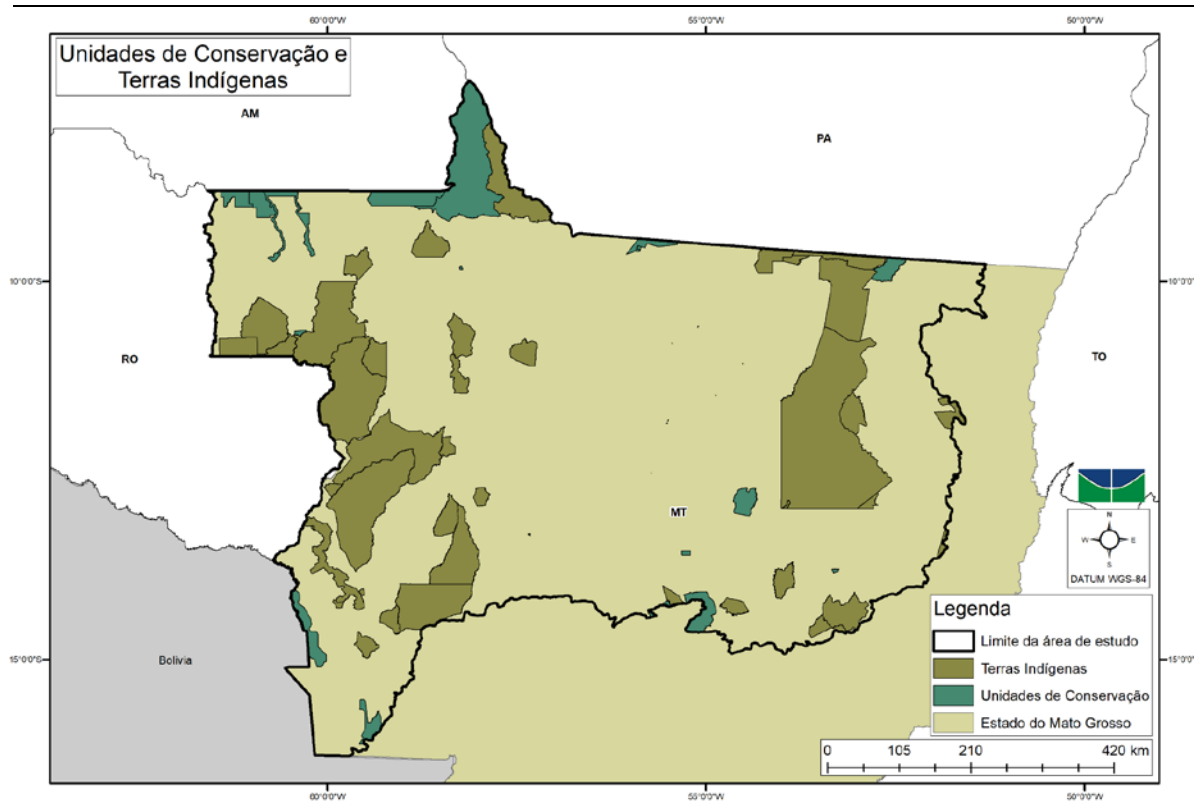 60°0'0"W
55°0'0"W
50°0'0"W
Unidades de Conservação e
Terras Indígenas
AM
PA
10°0'0"S
10°0'0"S
RO
TO
MT
N
W
E
S
DATUM WGS-84
Legenda
Limite da área de estudo
Terras Indígenas
Unidades de Conservação
Estado do Mato Grosso
15°0'0"S
Bolivia
15°0'0"S
0
105
210
420 km
60°0'0"W
55°0'0"W
50°0'0"W